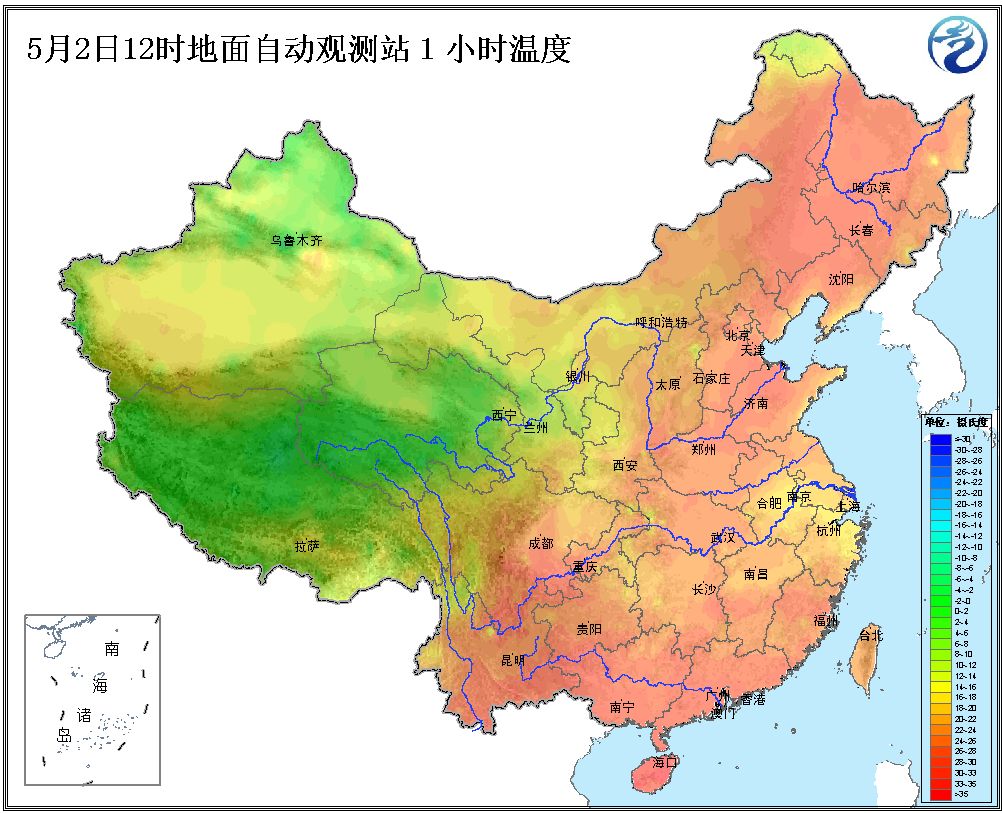 5月2日12时地面自动观测站1小时温度
哈尔滨
长春
乌鲁木齐
沈阳
呼和浩特
北京
天津
银川
太原
石家庄
济南
西宁
兰州
郑州
西安
合肥
南京
上海
杭州
拉萨
成都
武汉
重庆
南昌
长沙
贵阳
福州
台北
昆明
南宁
广州
香港
澳门
海口
南
海
诸
岛
单位：摄氏度
≤-30
-30~-28
-28~-26
-26~-24
-24~-22
-22~-20
-20~-18
-18~-16
-16~-14
-14~-12
-12~-10
-10~-8
-8~-6
-6~-4
-4~-2
-2~0
0~2
2~4
4~6
6~8
8~10
10~12
12~14
14~16
16~18
18~20
20~22
22~24
24~26
26~28
28~30
30~33
33~35
>35